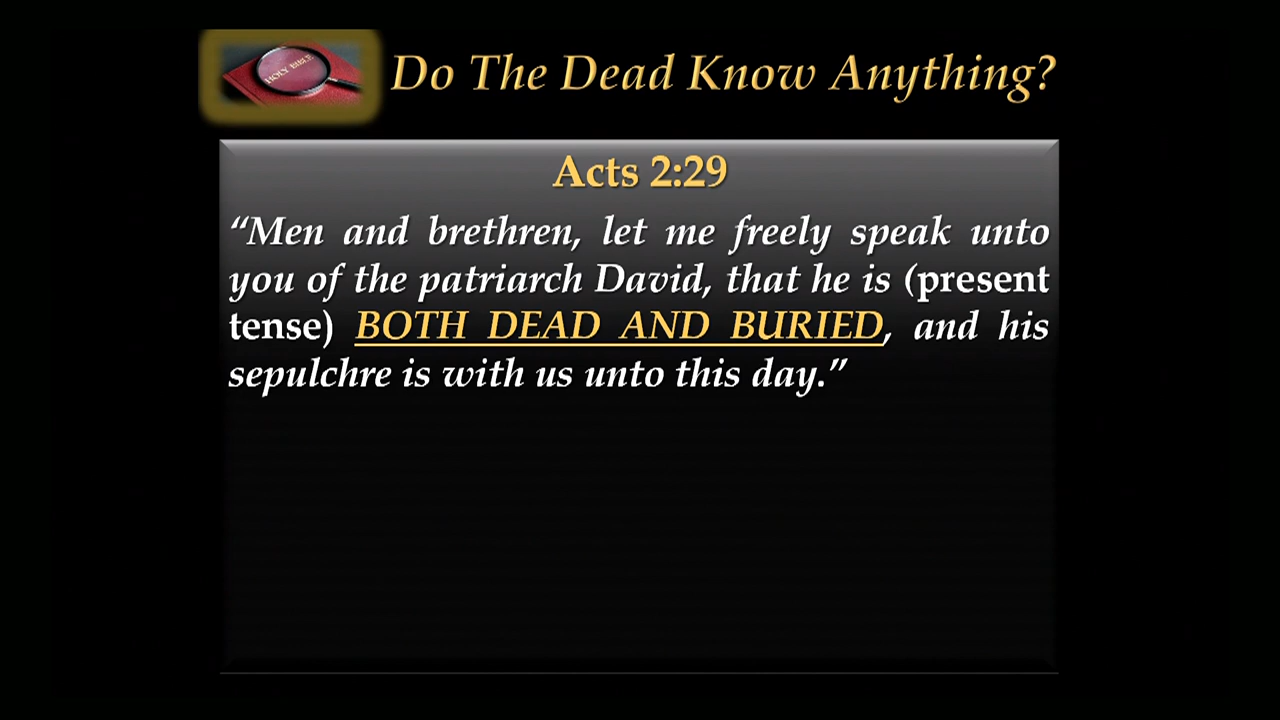 HOLY BIBLE
Do The Dead Know Anything?
Acts 2:29
“Men and brethren, let me freely speak unto
you of the patriarch David, that he is (present
tense) BOTH DEAD AND BURIED, and his
sepulchre is with us unto this day.”